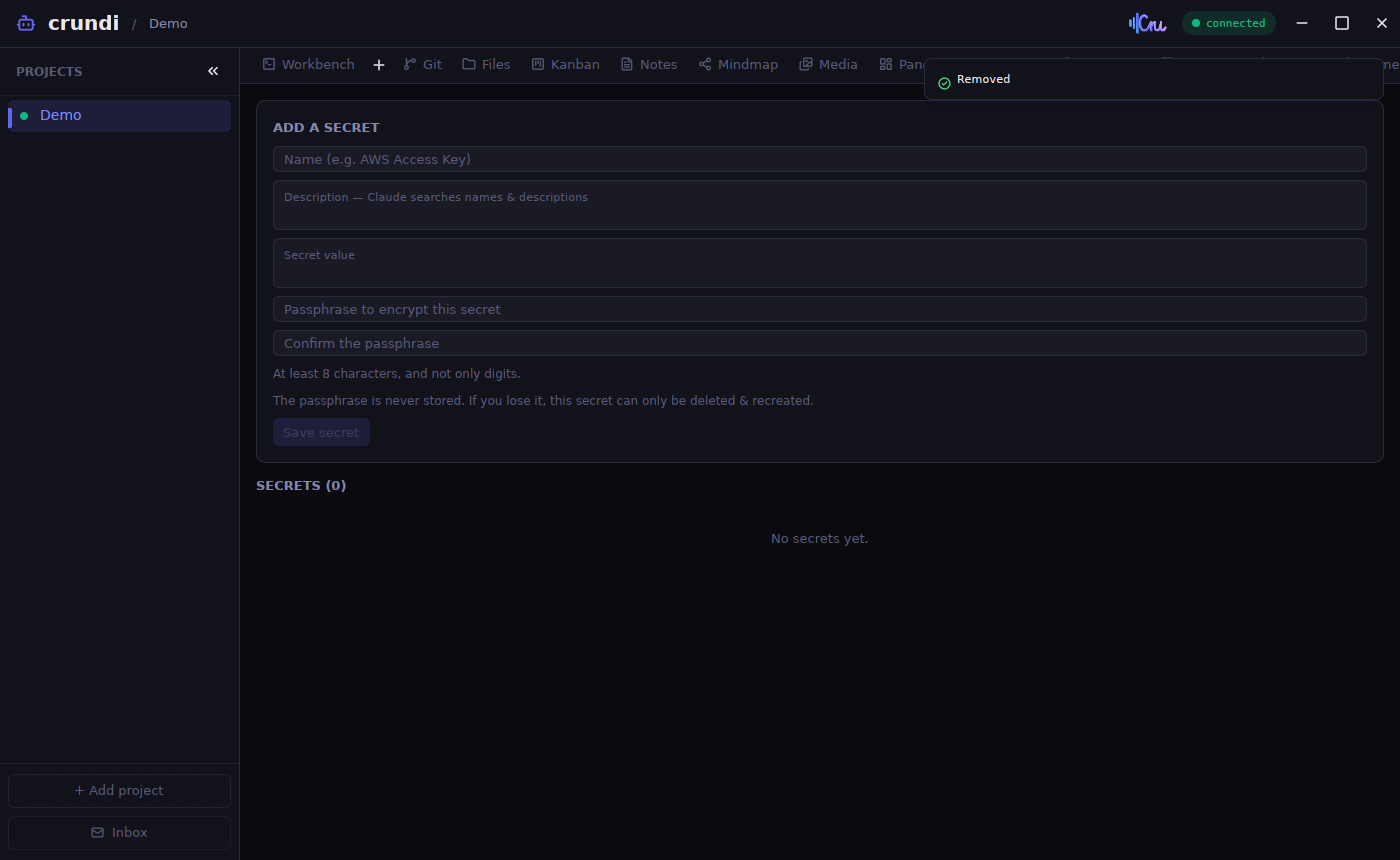 crundi / Demo
Cru
connected
PROJECTS
Workbench
Git
Files
Kanban
Notes
Mindmap
Media
Removed
Demo
ADD A SECRET
Name (e.g. AWS Access Key)
Description — Claude searches names & descriptions
Secret value
Passphrase to encrypt this secret
Confirm the passphrase
At least 8 characters, and not only digits.
The passphrase is never stored. If you lose it, this secret can only be deleted & recreated.
Save secret
SECRETS (0)
No secrets yet.
+ Add project
Inbox